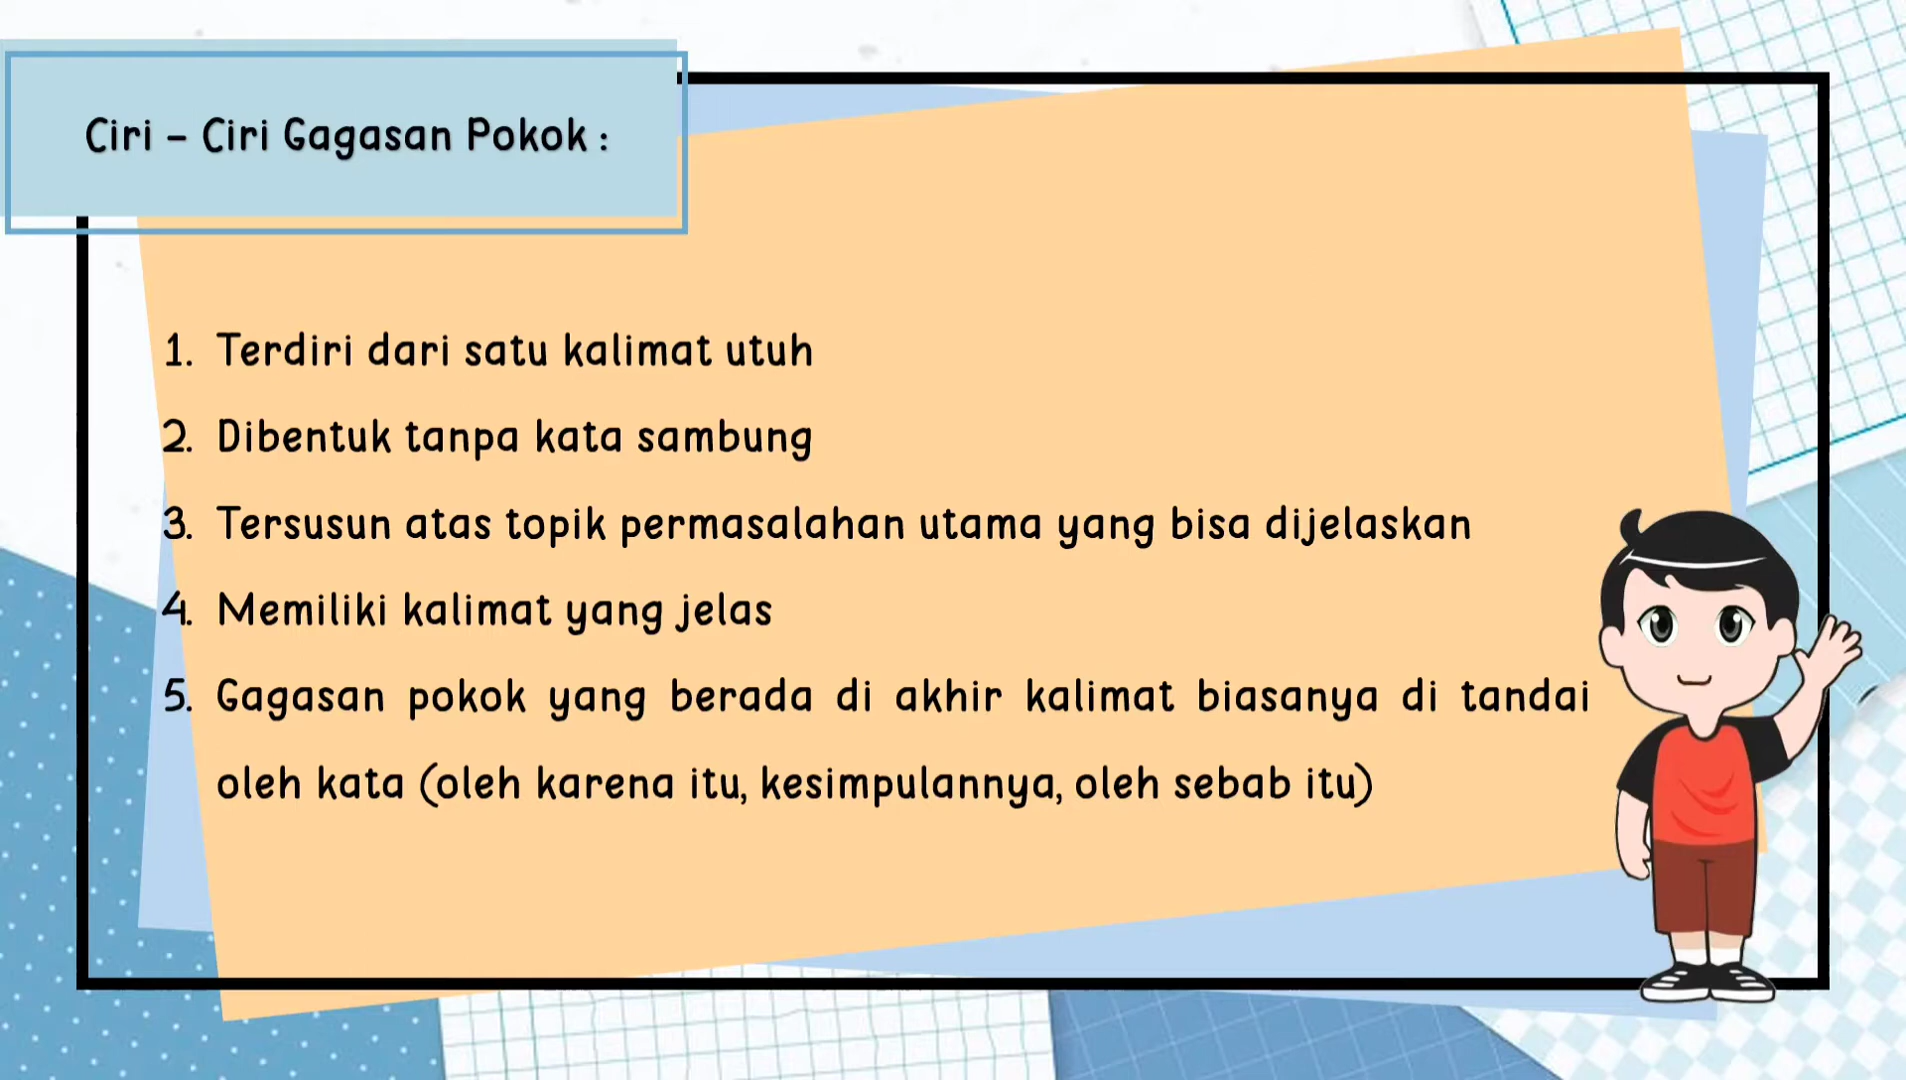 Ciri - Ciri Gagasan Pokok :
1. Terdiri dari satu kalimat utuh
2. Dibentuk tanpa kata sambung
3. Tersusun atas topik permasalahan utama yang bisa dijelaskan
4. Memiliki kalimat yang jelas
5. Gagasan pokok yang berada di akhir kalimat biasanya di tandai
oleh kata (oleh karena itu, kesimpulannya, oleh sebab itu)